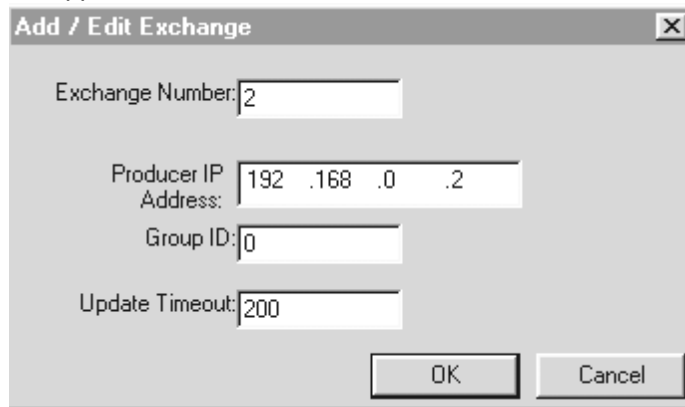 Add / Edit Exchange
Exchange Number: 2
Producer IP
Address: 192 .168 .0 .2
Group ID: 0
Update Timeout: 200
OK Cancel